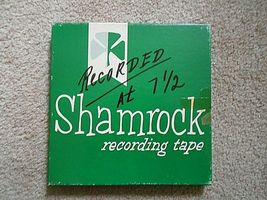 RECORDED
At 7 1/2
Shamrock
recording tape